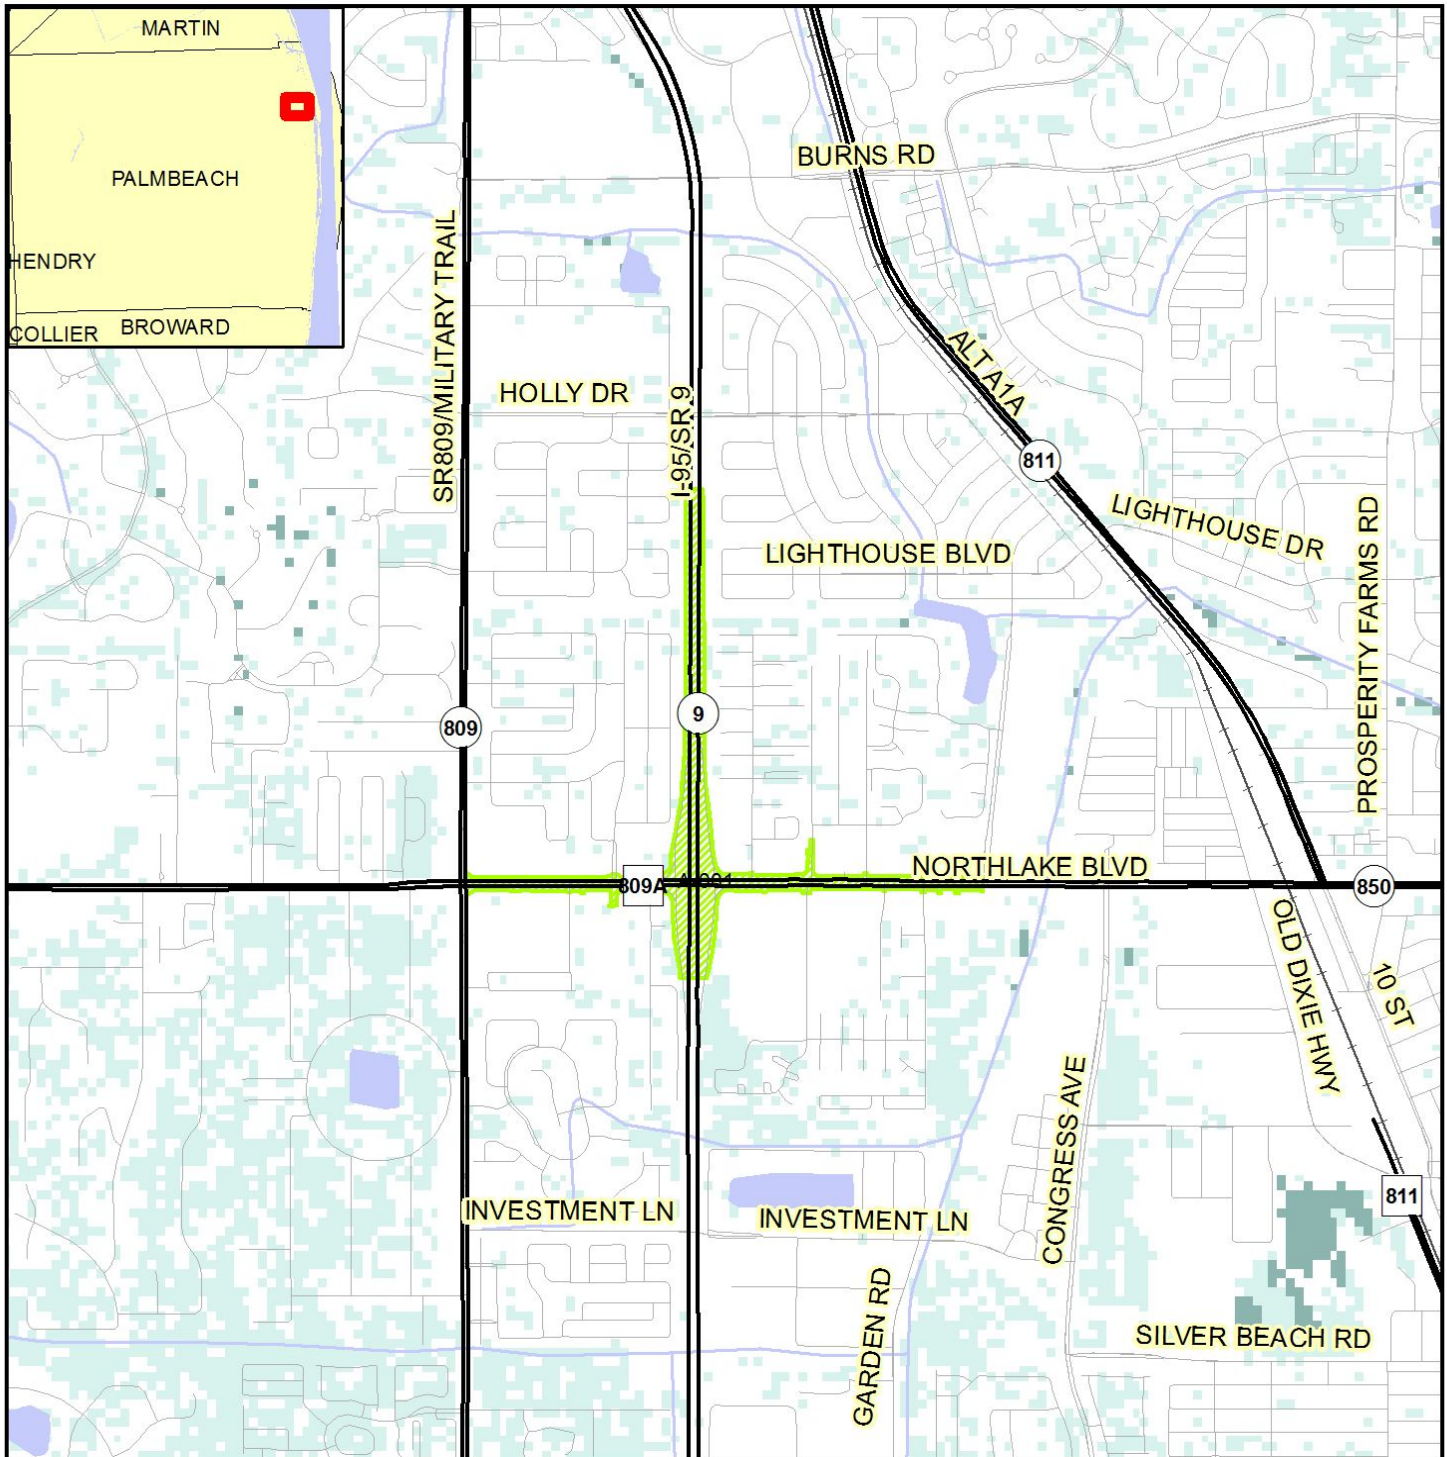 MARTIN
PALMBEACH
HENDRY
COLLIER
BROWARD
BURNS RD
SR809/MILITARY TRAIL
HOLLY DR
I-95/SR 9
ALT A1A
811
LIGHTHOUSE DR
LIGHTHOUSE BLVD
PROSPERITY FARMS RD
809
9
NORTHLAKE BLVD
809A
850
OLD DIXIE HWY
10 ST
CONGRESS AVE
811
INVESTMENT LN
INVESTMENT LN
GARDEN RD
SILVER BEACH RD